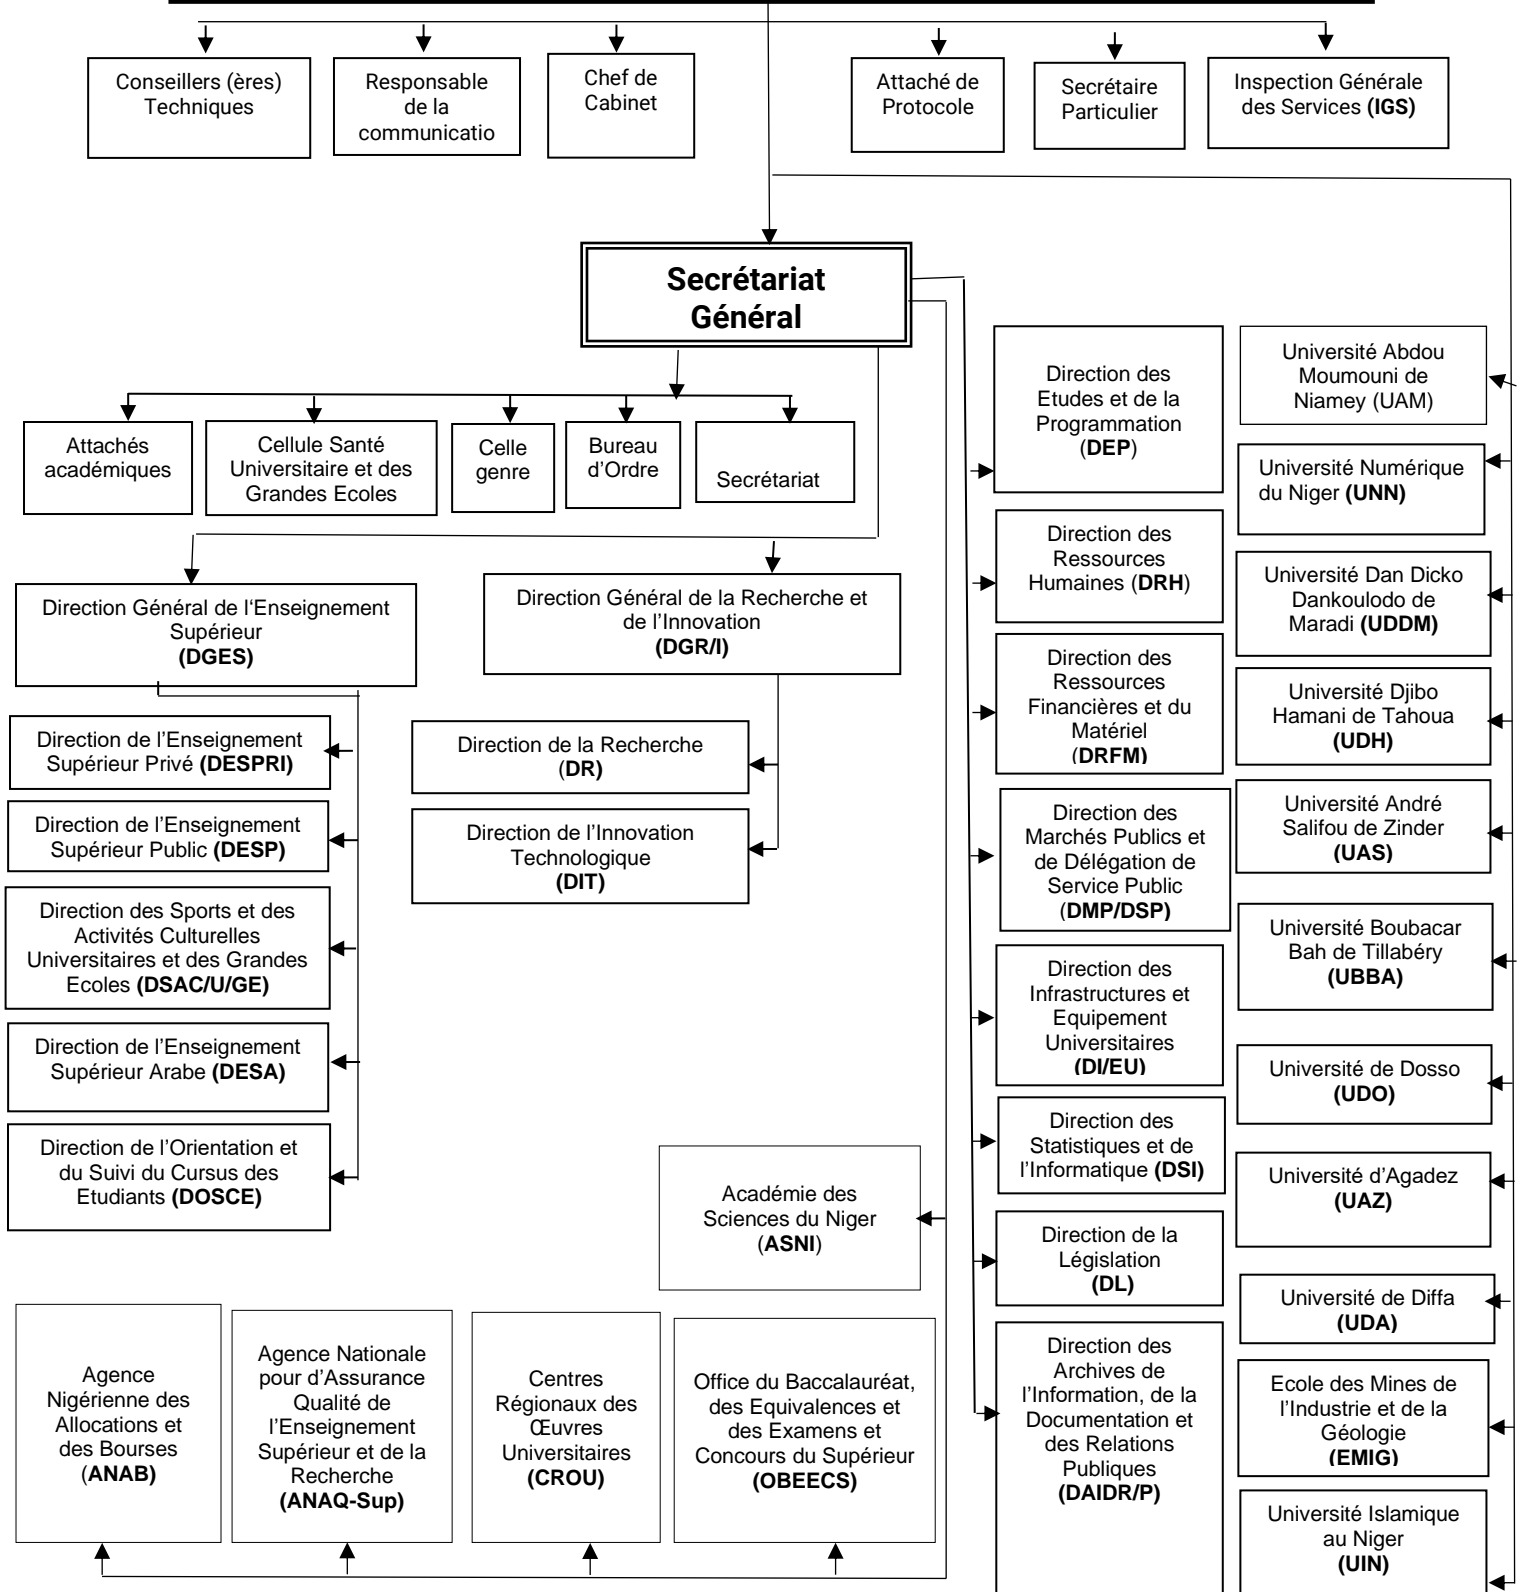 Conseillers (ères)
Techniques
Responsable
de la
communicatio
Chef de
Cabinet
Attaché de
Protocole
Secrétaire
Particulier
Inspection Générale
des Services (IGS)
Secrétariat
Général
Attachés
académiques
Cellule Santé
Universitaire et des
Grandes Ecoles
Celle
genre
Bureau
d’Ordre
Secrétariat
Direction Général de l‘Enseignement
Supérieur
(DGES)
Direction Général de la Recherche et
de l’Innovation
(DGR/I)
Direction de l’Enseignement
Supérieur Privé (DESPRI)
Direction de l’Enseignement
Supérieur Public (DESP)
Direction des Sports et des
Activités Culturelles
Universitaires et des Grandes
Ecoles (DSAC/U/GE)
Direction de l’Enseignement
Supérieur Arabe (DESA)
Direction de l’Orientation et
du Suivi du Cursus des
Etudiants (DOSCE)
Direction de la Recherche
(DR)
Direction de l’Innovation
Technologique
(DIT)
Direction des
Etudes et de la
Programmation
(DEP)
Direction des
Ressources
Humaines (DRH)
Direction des
Ressources
Financières et du
Matériel
(DRFM)
Direction des
Marchés Publics et
de Délégation de
Service Public
(DMP/DSP)
Direction des
Infrastructures et
Equipement
Universitaires
(DI/EU)
Direction des
Statistiques et de
l’Informatique (DSI)
Direction de la
Législation
(DL)
Direction des
Archives de
l’Information, de la
Documentation et
des Relations
Publiques
(DAIDR/P)
Université Abdou
Moumouni de
Niamey (UAM)
Université Numérique
du Niger (UNN)
Université Dan Dicko
Dankoulodo de
Maradi (UDDM)
Université Djibo
Hamani de Tahoua
(UDH)
Université André
Salifou de Zinder
(UAS)
Université Boubacar
Bah de Tillabéry
(UBBA)
Université de Dosso
(UDO)
Université d’Agadez
(UAZ)
Université de Diffa
(UDA)
Ecole des Mines de
l’Industrie et de la
Géologie
(EMIG)
Université Islamique
au Niger
(UIN)
Académie des
Sciences du Niger
(ASNI)
Agence
Nigérienne des
Allocations et
des Bourses
(ANAB)
Agence Nationale
pour d’Assurance
Qualité de
l’Enseignement
Supérieur et de la
Recherche
(ANAQ-Sup)
Centres
Régionaux des
Œuvres
Universitaires
(CROU)
Office du Baccalauréat,
des Equivalences et
des Examens et
Concours du Supérieur
(OBEECS)